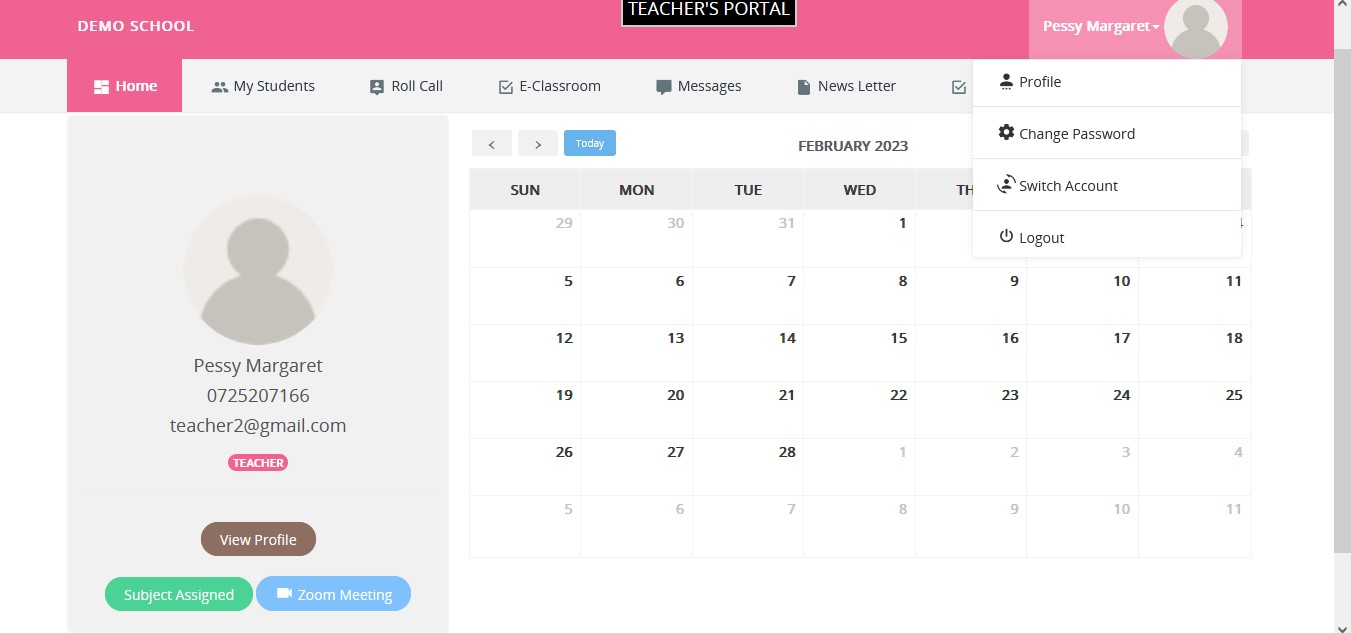 TEACHER'S PORTAL
DEMO SCHOOL
Pessy Margaret
Home My Students Roll Call E-Classroom Messages News Letter
Profile
Change Password
Switch Account
Logout
Pessy Margaret
0725207166
teacher2@gmail.com
TEACHER
View Profile
Subject Assigned Zoom Meeting
< > Today FEBRUARY 2023
SUN MON TUE WED TH
29 30 31 1 4
5 6 7 8 9 10 11
12 13 14 15 16 17 18
19 20 21 22 23 24 25
26 27 28 1 2 3 4
5 6 7 8 9 10 11